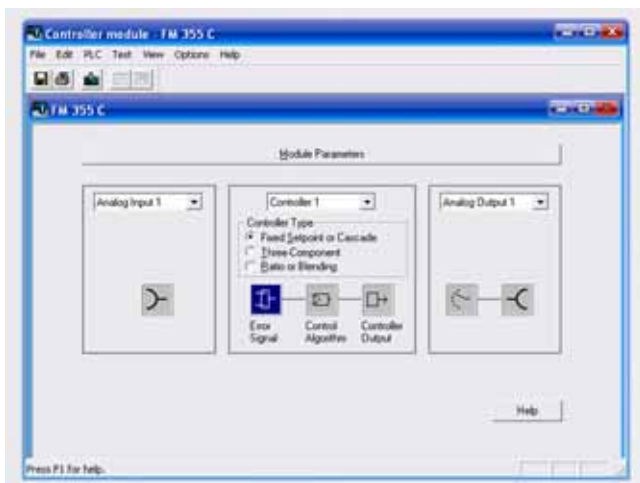 Controller module - FM 355 C
File Edit PLC Test View Options Help
FM 355 C
Module Parameters
Analog Input 1
Controller 1
Analog Output 1
Controller Type
Fixed Setpoint or Cascade
Three-Component
Ratio or Blending
Error Signal
Control Algorithm
Controller Output
Help
Press F1 for help.